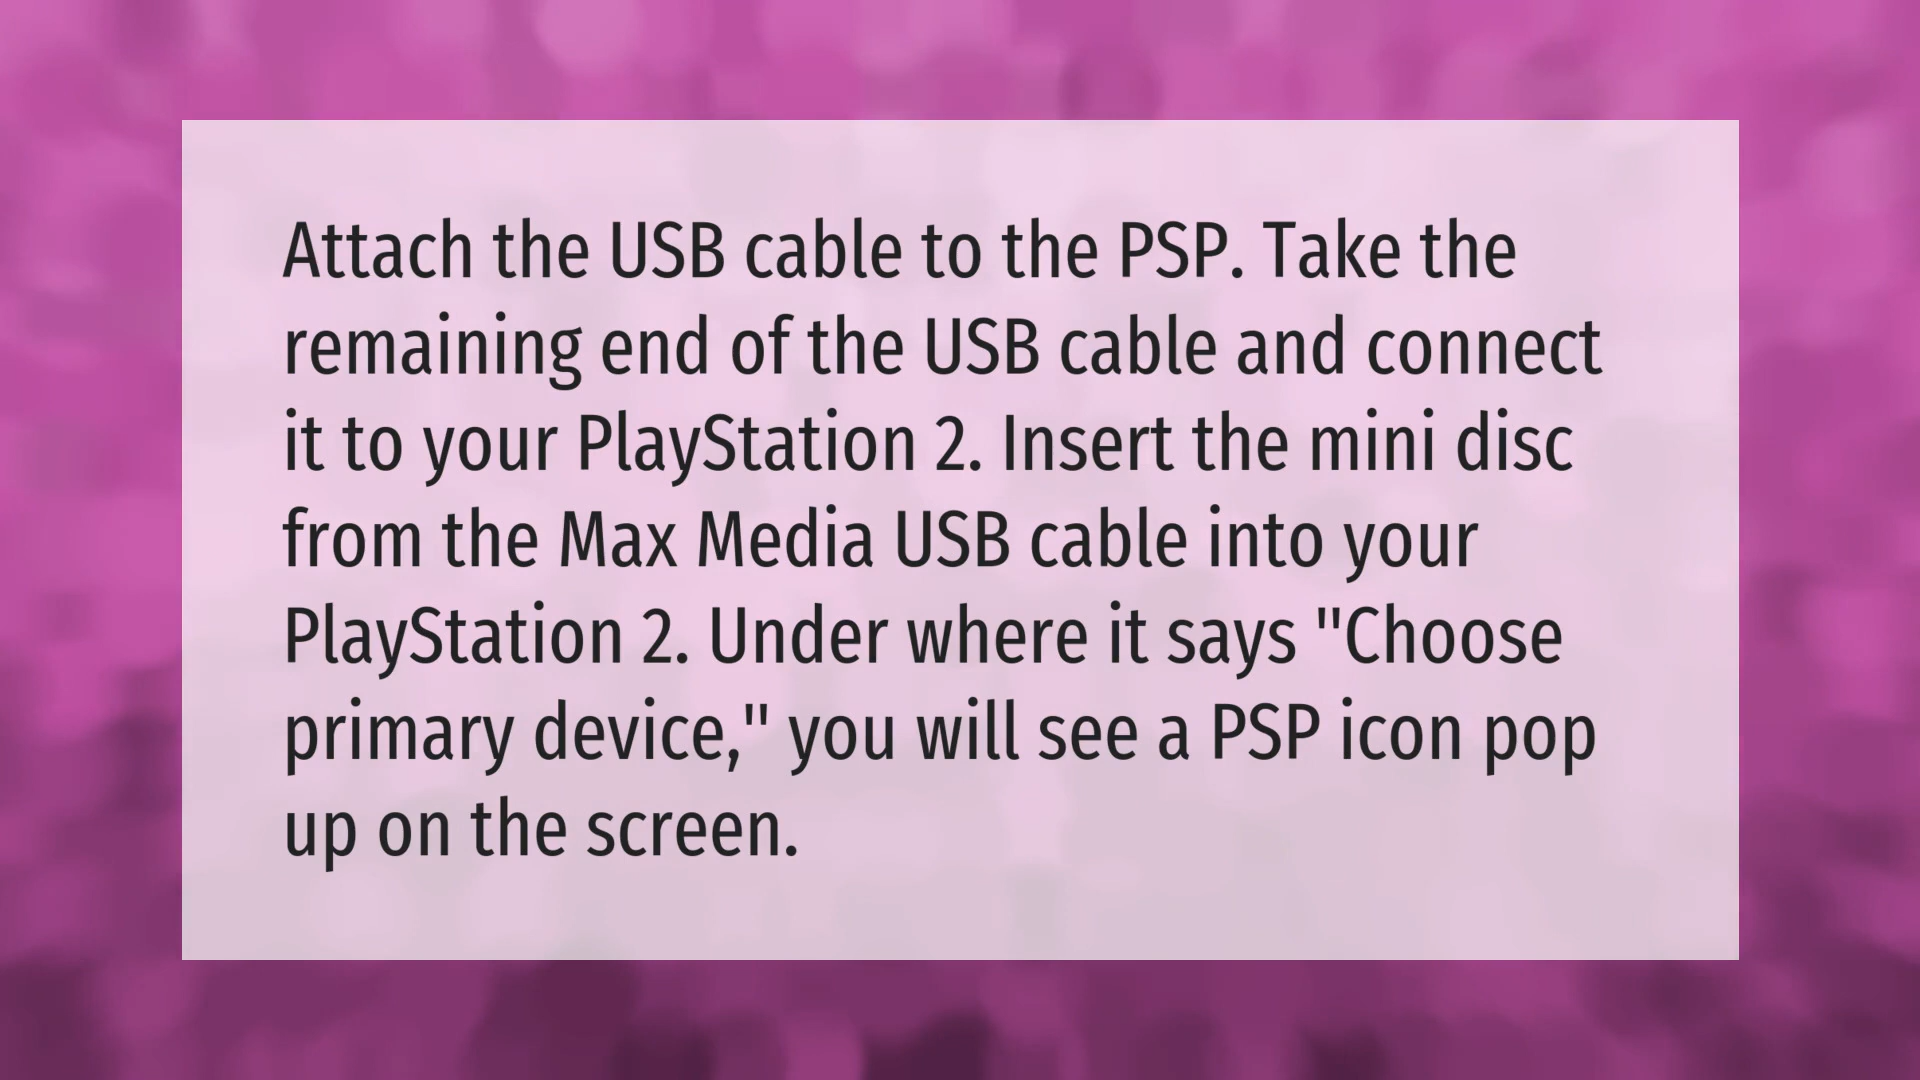 Attach the USB cable to the PSP. Take the
remaining end of the USB cable and connect
it to your PlayStation 2. Insert the mini disc
from the Max Media USB cable into your
PlayStation 2. Under where it says "Choose
primary device," you will see a PSP icon pop
up on the screen.